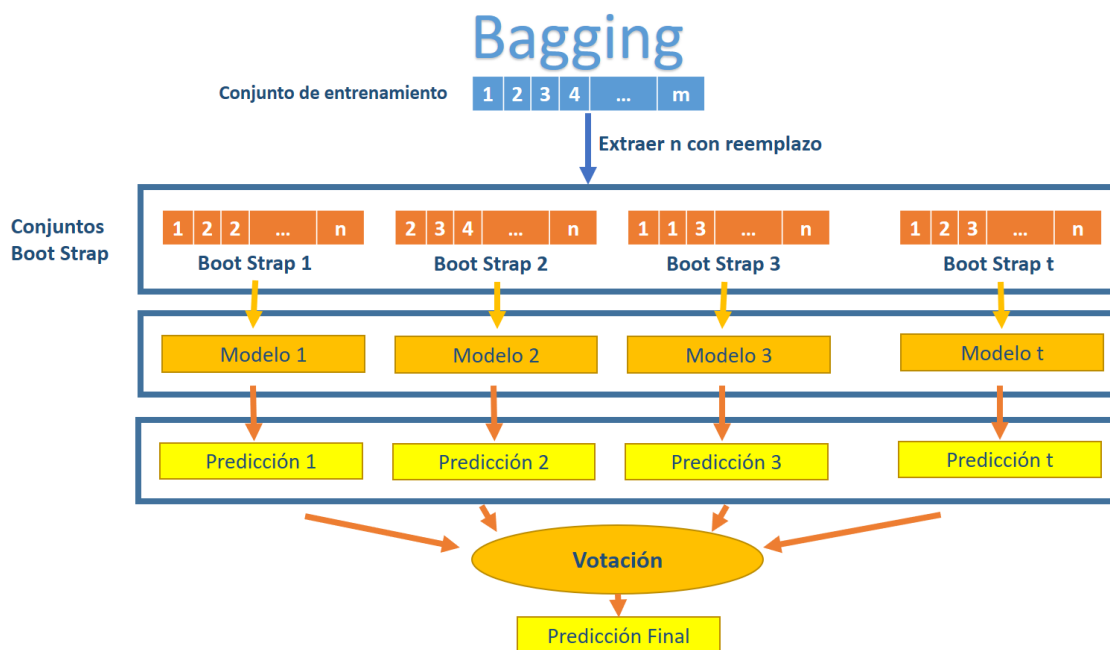 Bagging
Conjunto de entrenamiento
1 2 3 4 ... m
Extraer n con reemplazo
Conjuntos
Boot Strap
1 2 2 ... n
2 3 4 ... n
1 1 3 ... n
1 2 3 ... n
Boot Strap 1
Boot Strap 2
Boot Strap 3
Boot Strap t
Modelo 1
Modelo 2
Modelo 3
Modelo t
Predicción 1
Predicción 2
Predicción 3
Predicción t
Votación
Predicción Final